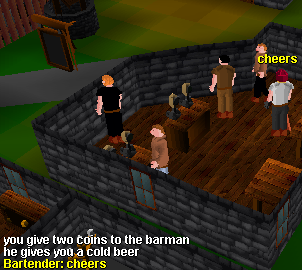 cheers
you give two coins to the barman
he gives you a cold beer
Bartender: cheers